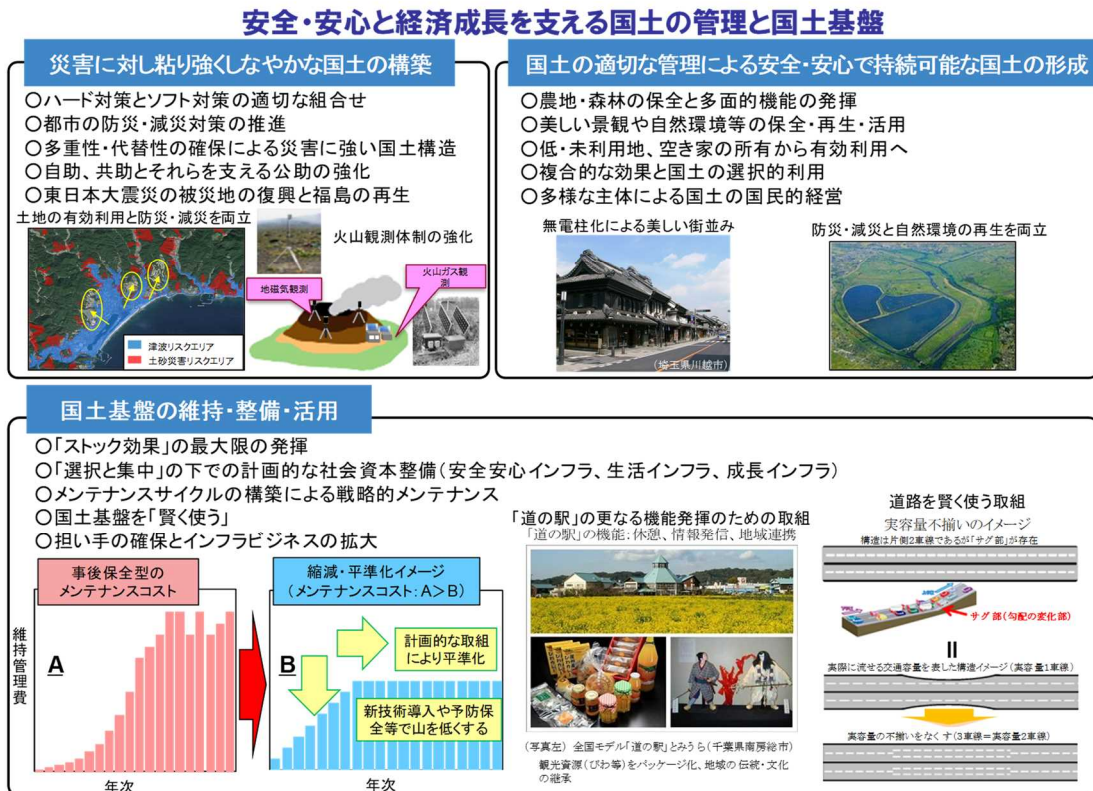 安全・安心と経済成長を支える国土の管理と国土基盤
災害に対し粘り強くしなやかな国土の構築
○ハード対策とソフト対策の適切な組合せ
○都市の防災・減災対策の推進
○多重性・代替性の確保による災害に強い国土構造
○自助、共助とそれらを支える公助の強化
○東日本大震災の被災地の復興と福島の再生
土地の有効利用と防災・減災を両立
津波リスクエリア
土砂災害リスクエリア
火山観測体制の強化
地磁気観測
火山ガス観
測
国土の適切な管理による安全・安心で持続可能な国土の形成
○農地・森林の保全と多面的機能の発揮
○美しい景観や自然環境等の保全・再生・活用
○低・未利用地、空き家の所有から有効利用へ
○複合的な効果と国土の選択的利用
○多様な主体による国土の国民的経営
無電柱化による美しい街並み
(埼玉県川越市)
防災・減災と自然環境の再生を両立
国土基盤の維持・整備・活用
○「ストック効果」の最大限の発揮
○「選択と集中」の下での計画的な社会資本整備(安全安心インフラ、生活インフラ、成長インフラ)
○メンテナンスサイクルの構築による戦略的メンテナンス
○国土基盤を「賢く使う」
○担い手の確保とインフラビジネスの拡大
事後保全型の
メンテナンスコスト
維持管理費
A
年次
縮減・平準化イメージ
(メンテナンスコスト:A>B)
B
計画的な取組
により平準化
新技術導入や予防保
全等で山を低くする
年次
「道の駅」の更なる機能発揮のための取組
「道の駅」の機能:休憩、情報発信、地域連携
(写真左) 全国モデル「道の駅」とみうら(千葉県南房総市)
観光資源(びわ等)をパッケージ化、地域の伝統・文化
の継承
道路を賢く使う取組
実容量不揃いのイメージ
構造は片側2車線であるが「サグ部」が存在
サグ部(勾配の変化部)
=
実際に流せる交通容量を表した構造イメージ(実容量1車線)
実容量の不揃いをなくす(3車線=実容量2車線)